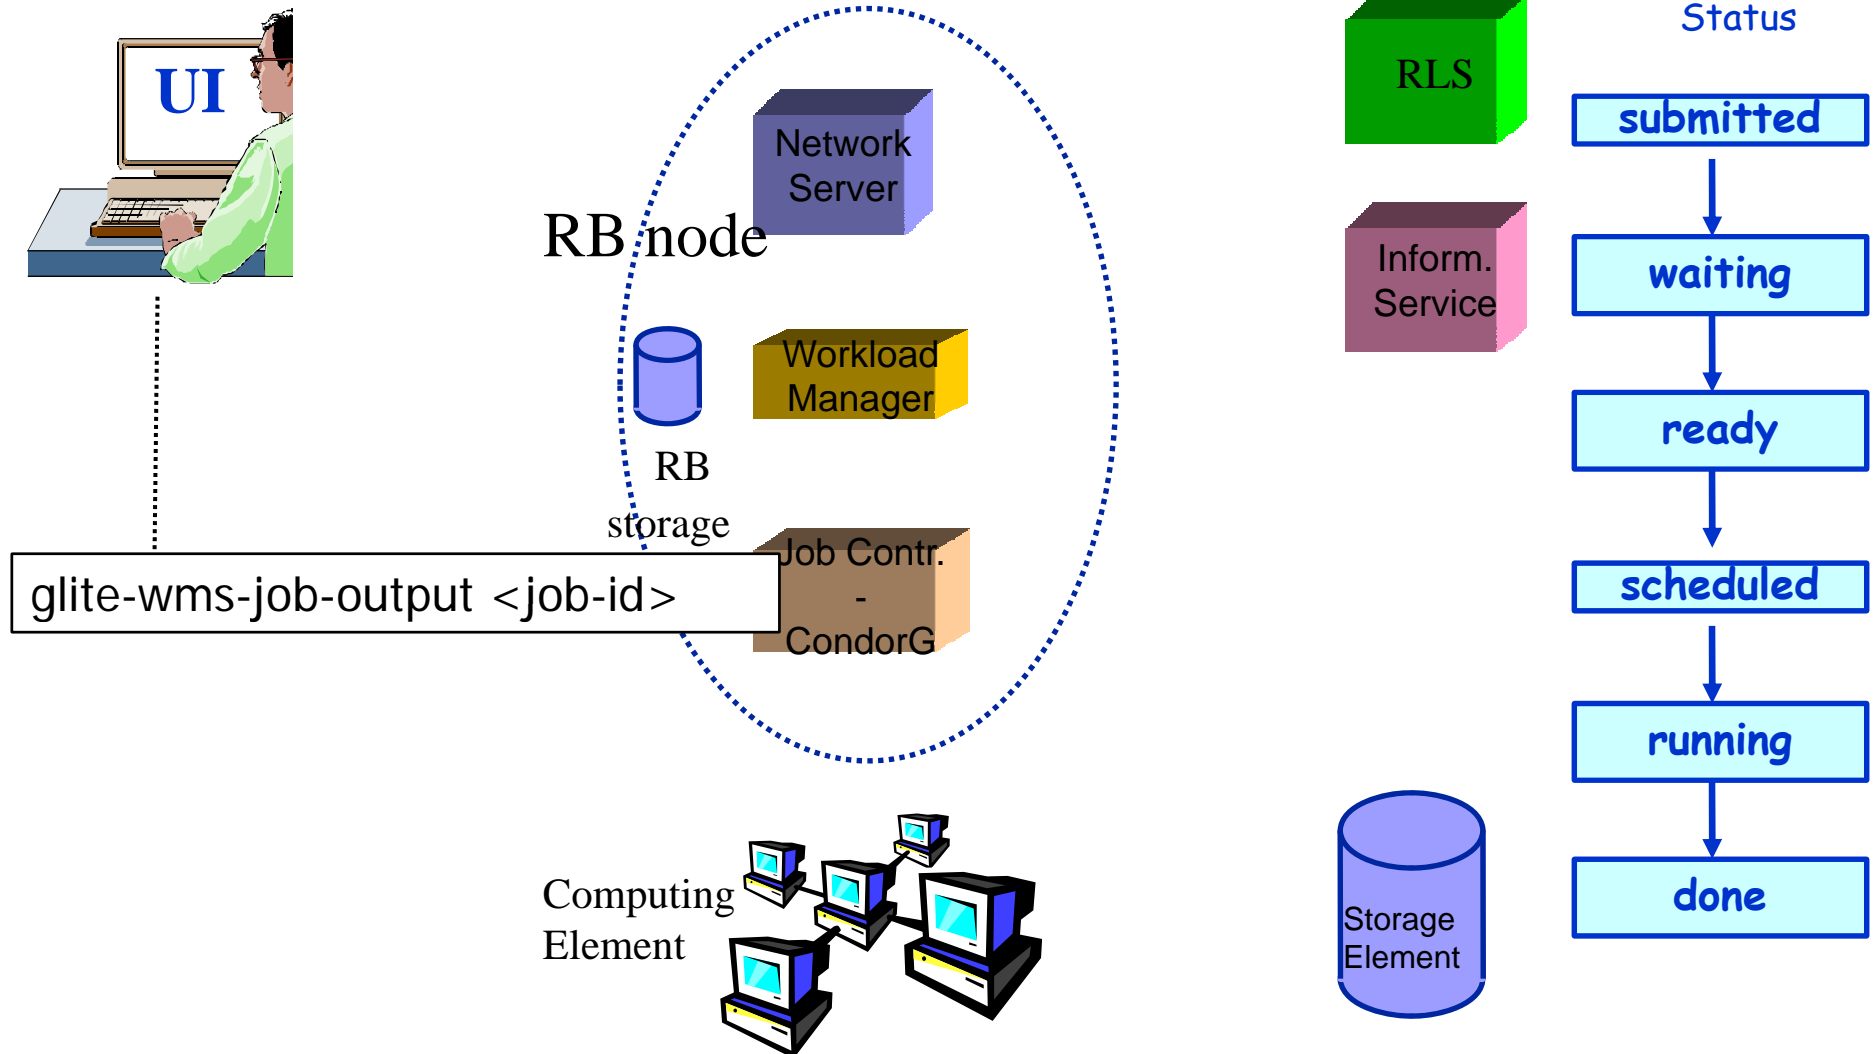 UI
RB node
Network
Server
Workload
Manager
RB
storage
Job Contr.
-
CondorG
glite-wms-job-output <job-id>
Computing
Element
RLS
Inform.
Service
Storage
Element
Status
submitted
waiting
ready
scheduled
running
done